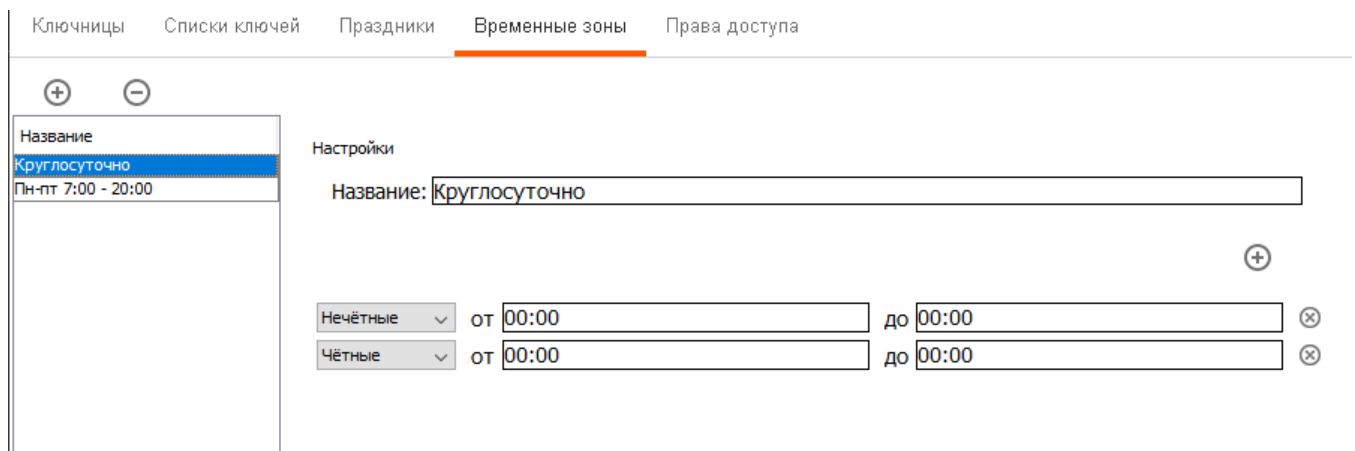 Ключницы Списки ключей Праздники Временные зоны Права доступа
Название
Круглосуточно
Пн-пт 7:00 - 20:00
Настройки
Название: Круглосуточно
Нечётные от 00:00 до 00:00
Чётные от 00:00 до 00:00